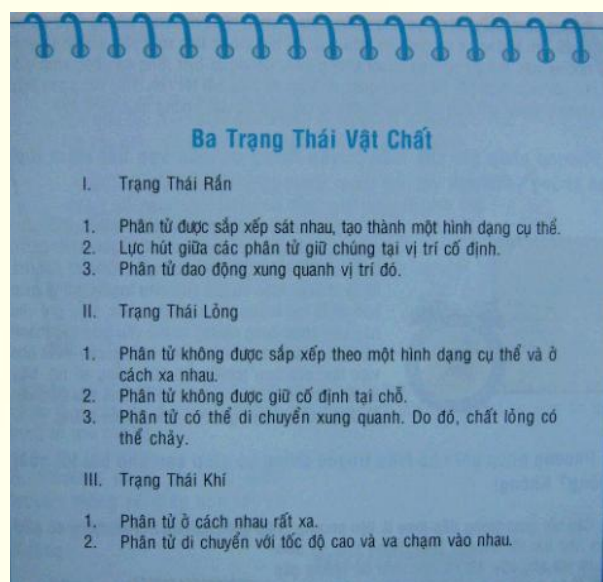 Ba Trạng Thái Vật Chất
I. Trạng Thái Rắn
1. Phân tử được sắp xếp sát nhau, tạo thành một hình dạng cụ thể.
2. Lực hút giữa các phân tử giữ chúng tại vị trí cố định.
3. Phân tử dao động xung quanh vị trí đó.
II. Trạng Thái Lỏng
1. Phân tử không được sắp xếp theo một hình dạng cụ thể và ở
cách xa nhau.
2. Phân tử không được giữ cố định tại chỗ.
3. Phân tử có thể di chuyển xung quanh. Do đó, chất lỏng có
thể chảy.
III. Trạng Thái Khí
1. Phân tử ở cách nhau rất xa.
2. Phân tử di chuyển với tốc độ cao và va chạm vào nhau.